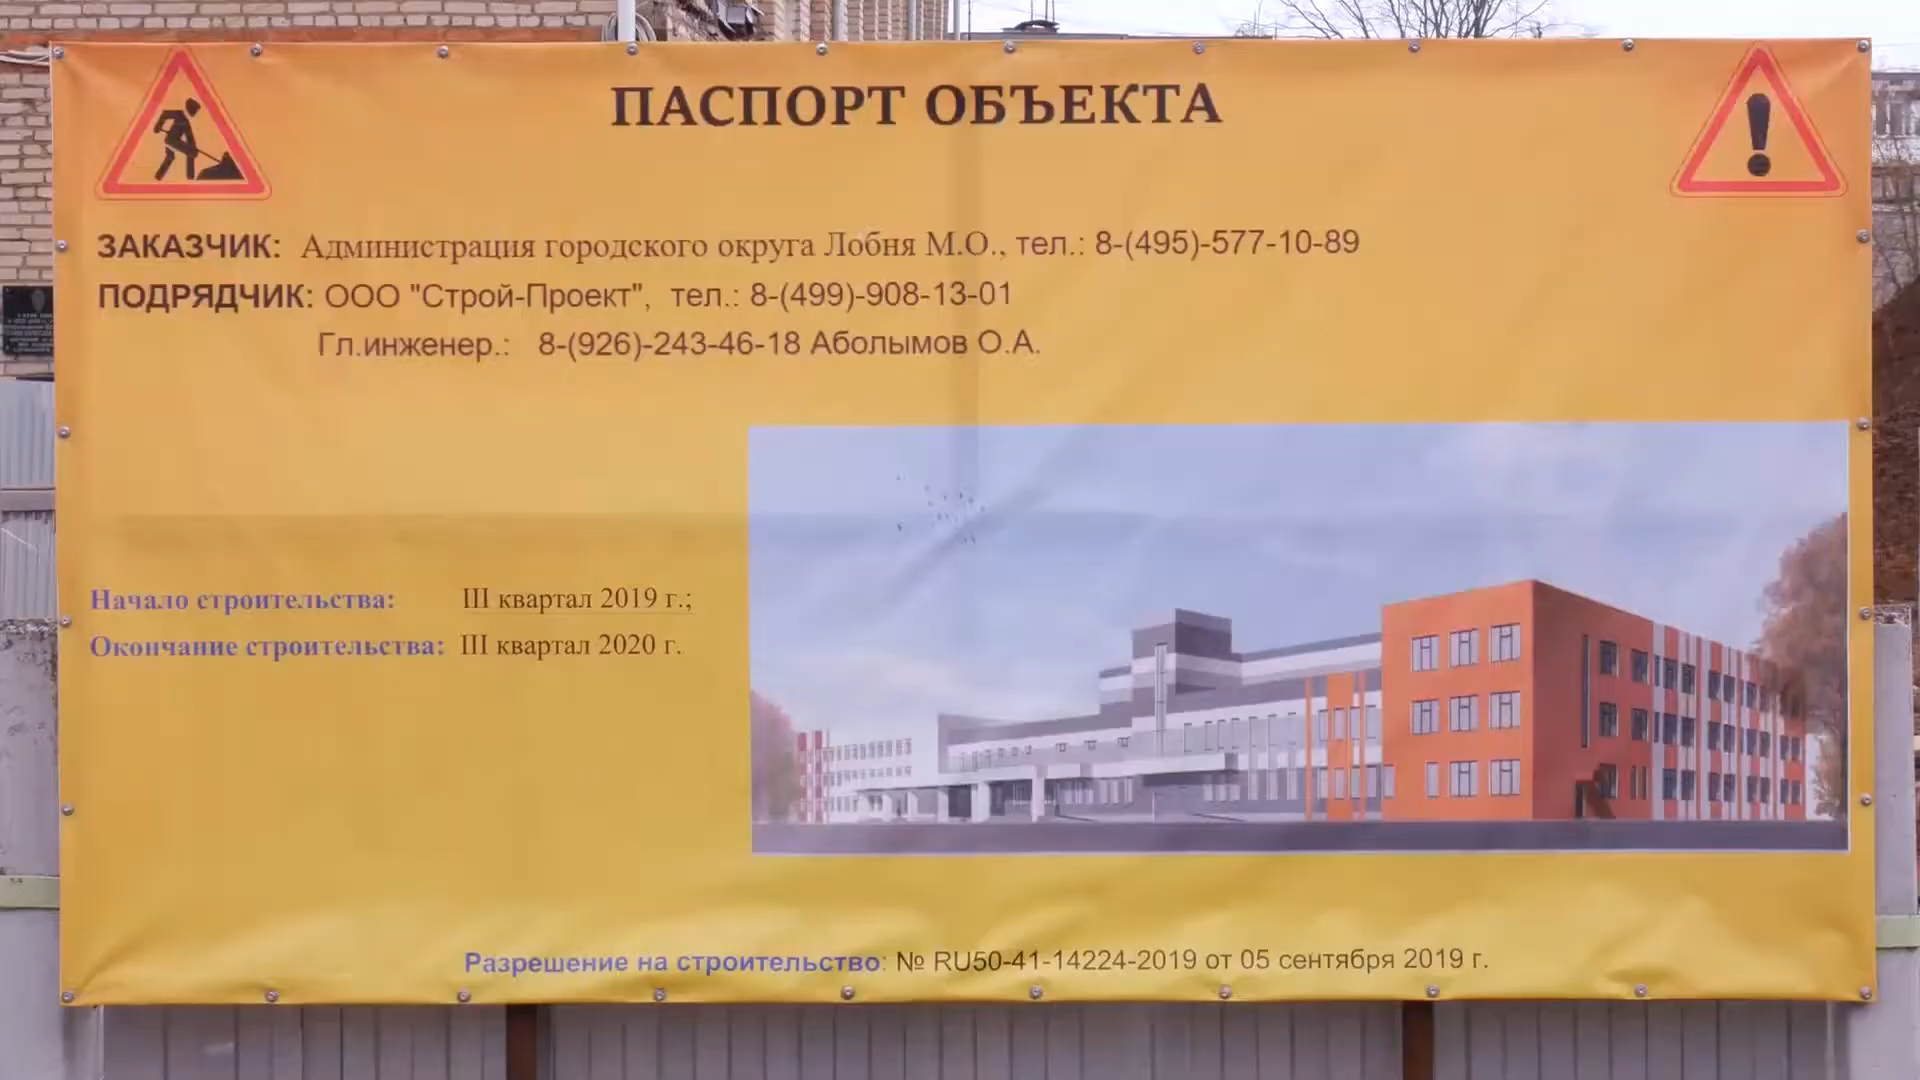 ПАСПОРТ ОБЪЕКТА
ЗАКАЗЧИК: Администрация городского округа Лобня М.О., тел.: 8-(495)-577-10-89
ПОДРЯДЧИК: ООО "Строй-Проект", тел.: 8-(499)-908-13-01
Гл.инженер.: 8-(926)-243-46-18 Аболымов О.А.
Начало строительства: III квартал 2019 г.;
Окончание строительства: III квартал 2020 г.
Разрешение на строительство: № RU50-41-14224-2019 от 05 сентября 2019 г.